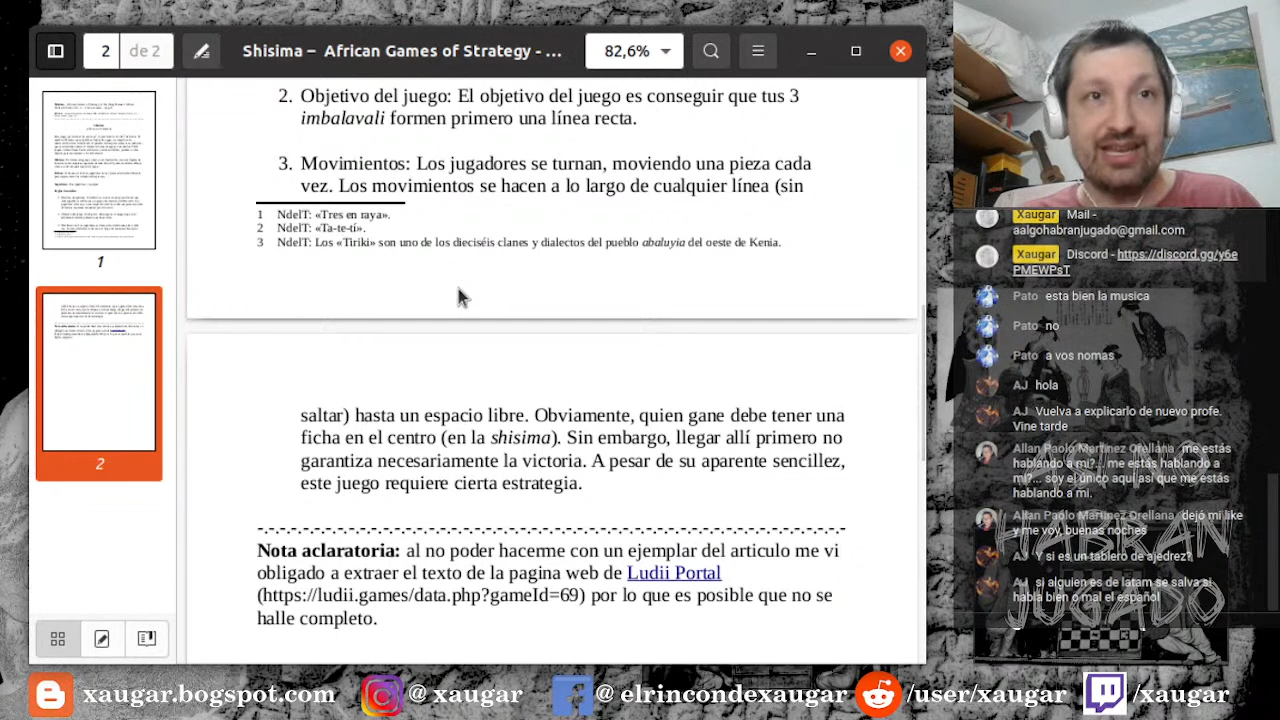 2 de 2
Shisima – African Games of Strategy - ...
82,6%
1
2
2. Objetivo del juego: El objetivo del juego es conseguir que tus 3
imbalavali formen primero una línea recta.
3. Movimientos: Los jugadores se turnan, moviendo una pieza cada
vez. Los movimientos se hacen a lo largo de cualquier línea (sin
1 NdelT: «Tres en raya».
2 NdelT: «Ta-te-tí».
3 NdelT: Los «Tiriki» son uno de los dieciséis clanes y dialectos del pueblo abaluyia del oeste de Kenia.
saltar) hasta un espacio libre. Obviamente, quien gane debe tener una
ficha en el centro (en la shisima). Sin embargo, llegar allí primero no
garantiza necesariamente la victoria. A pesar de su aparente sencillez,
este juego requiere cierta estrategia.
-.-.-.-.-.-.-.-.-.-.-.-.-.-.-.-.-.-.-.-.-.-.-.-.-.-.-.-.-.-.-.-.-.-.-.-.-.-.-
Nota aclaratoria: al no poder hacerme con un ejemplar del articulo me vi
obligado a extraer el texto de la pagina web de Ludii Portal
(https://ludii.games/data.php?gameId=69) por lo que es posible que no se
halle completo.
Xaugar Mail -
aalgohabranjugado@gmail.com
Xaugar Discord - https://discord.gg/y6e
PMEWPsT
Pato esta bien la musica
Pato no
Pato a vos nomas
AJ hola
AJ Vuelva a explicarlo de nuevo profe.
Vine tarde
Allan Paolo Martinez Orellana me estás
hablando a mi?... me estás hablando a
mi?... soy el único aquí así que me estás
hablando a mi.
Allan Paolo Martinez Orellana dejó mi like
y me voy, buenas noches
AJ Y si es un tablero de ajedrez?
AJ si alguien es de latam se salva si
habla bien o mal el español
HABRAN
JUGADO
xaugar.bogspot.com
@ xaugar
@ elrincondexaugar
/user/xaugar
/xaugar